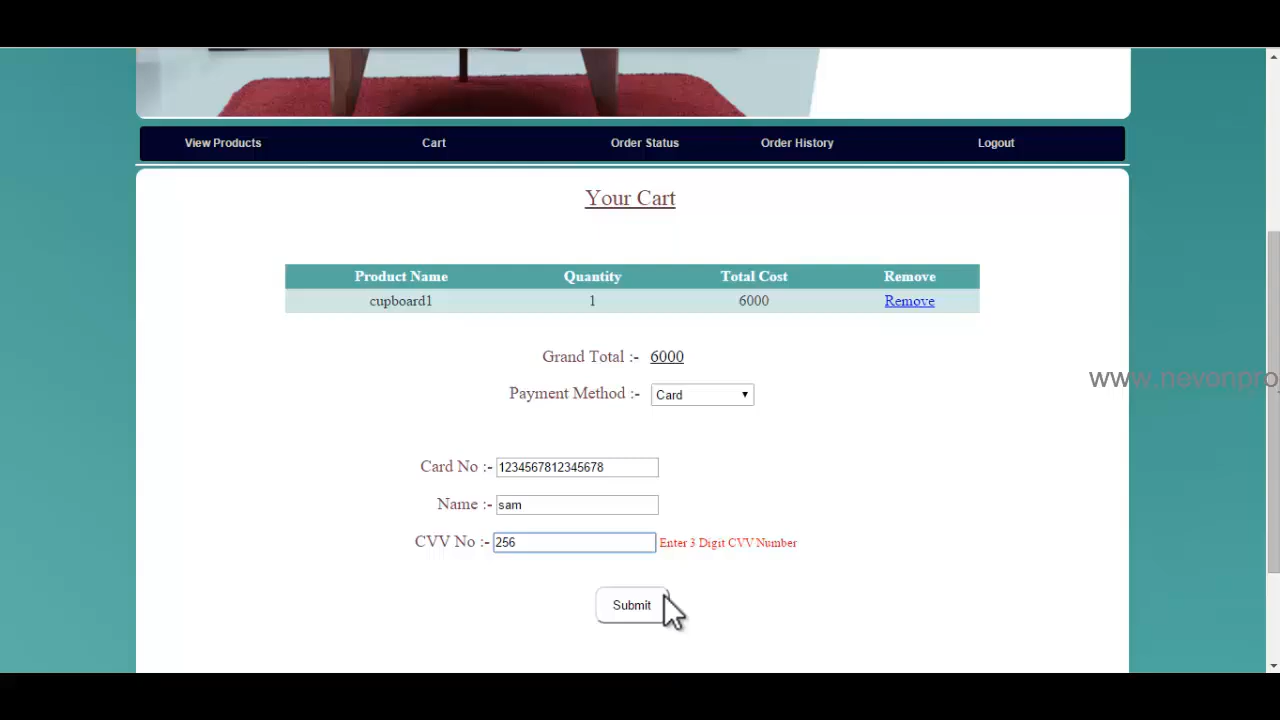 View Products Cart Order Status Order History Logout
Your Cart
Product Name Quantity Total Cost Remove
cupboard1 1 6000 Remove
Grand Total :- 6000
www.nevonpro
Payment Method :- Card
Card No :- 1234567812345678
Name :- sam
CVV No :- 256 Enter 3 Digit CVV Number
Submit